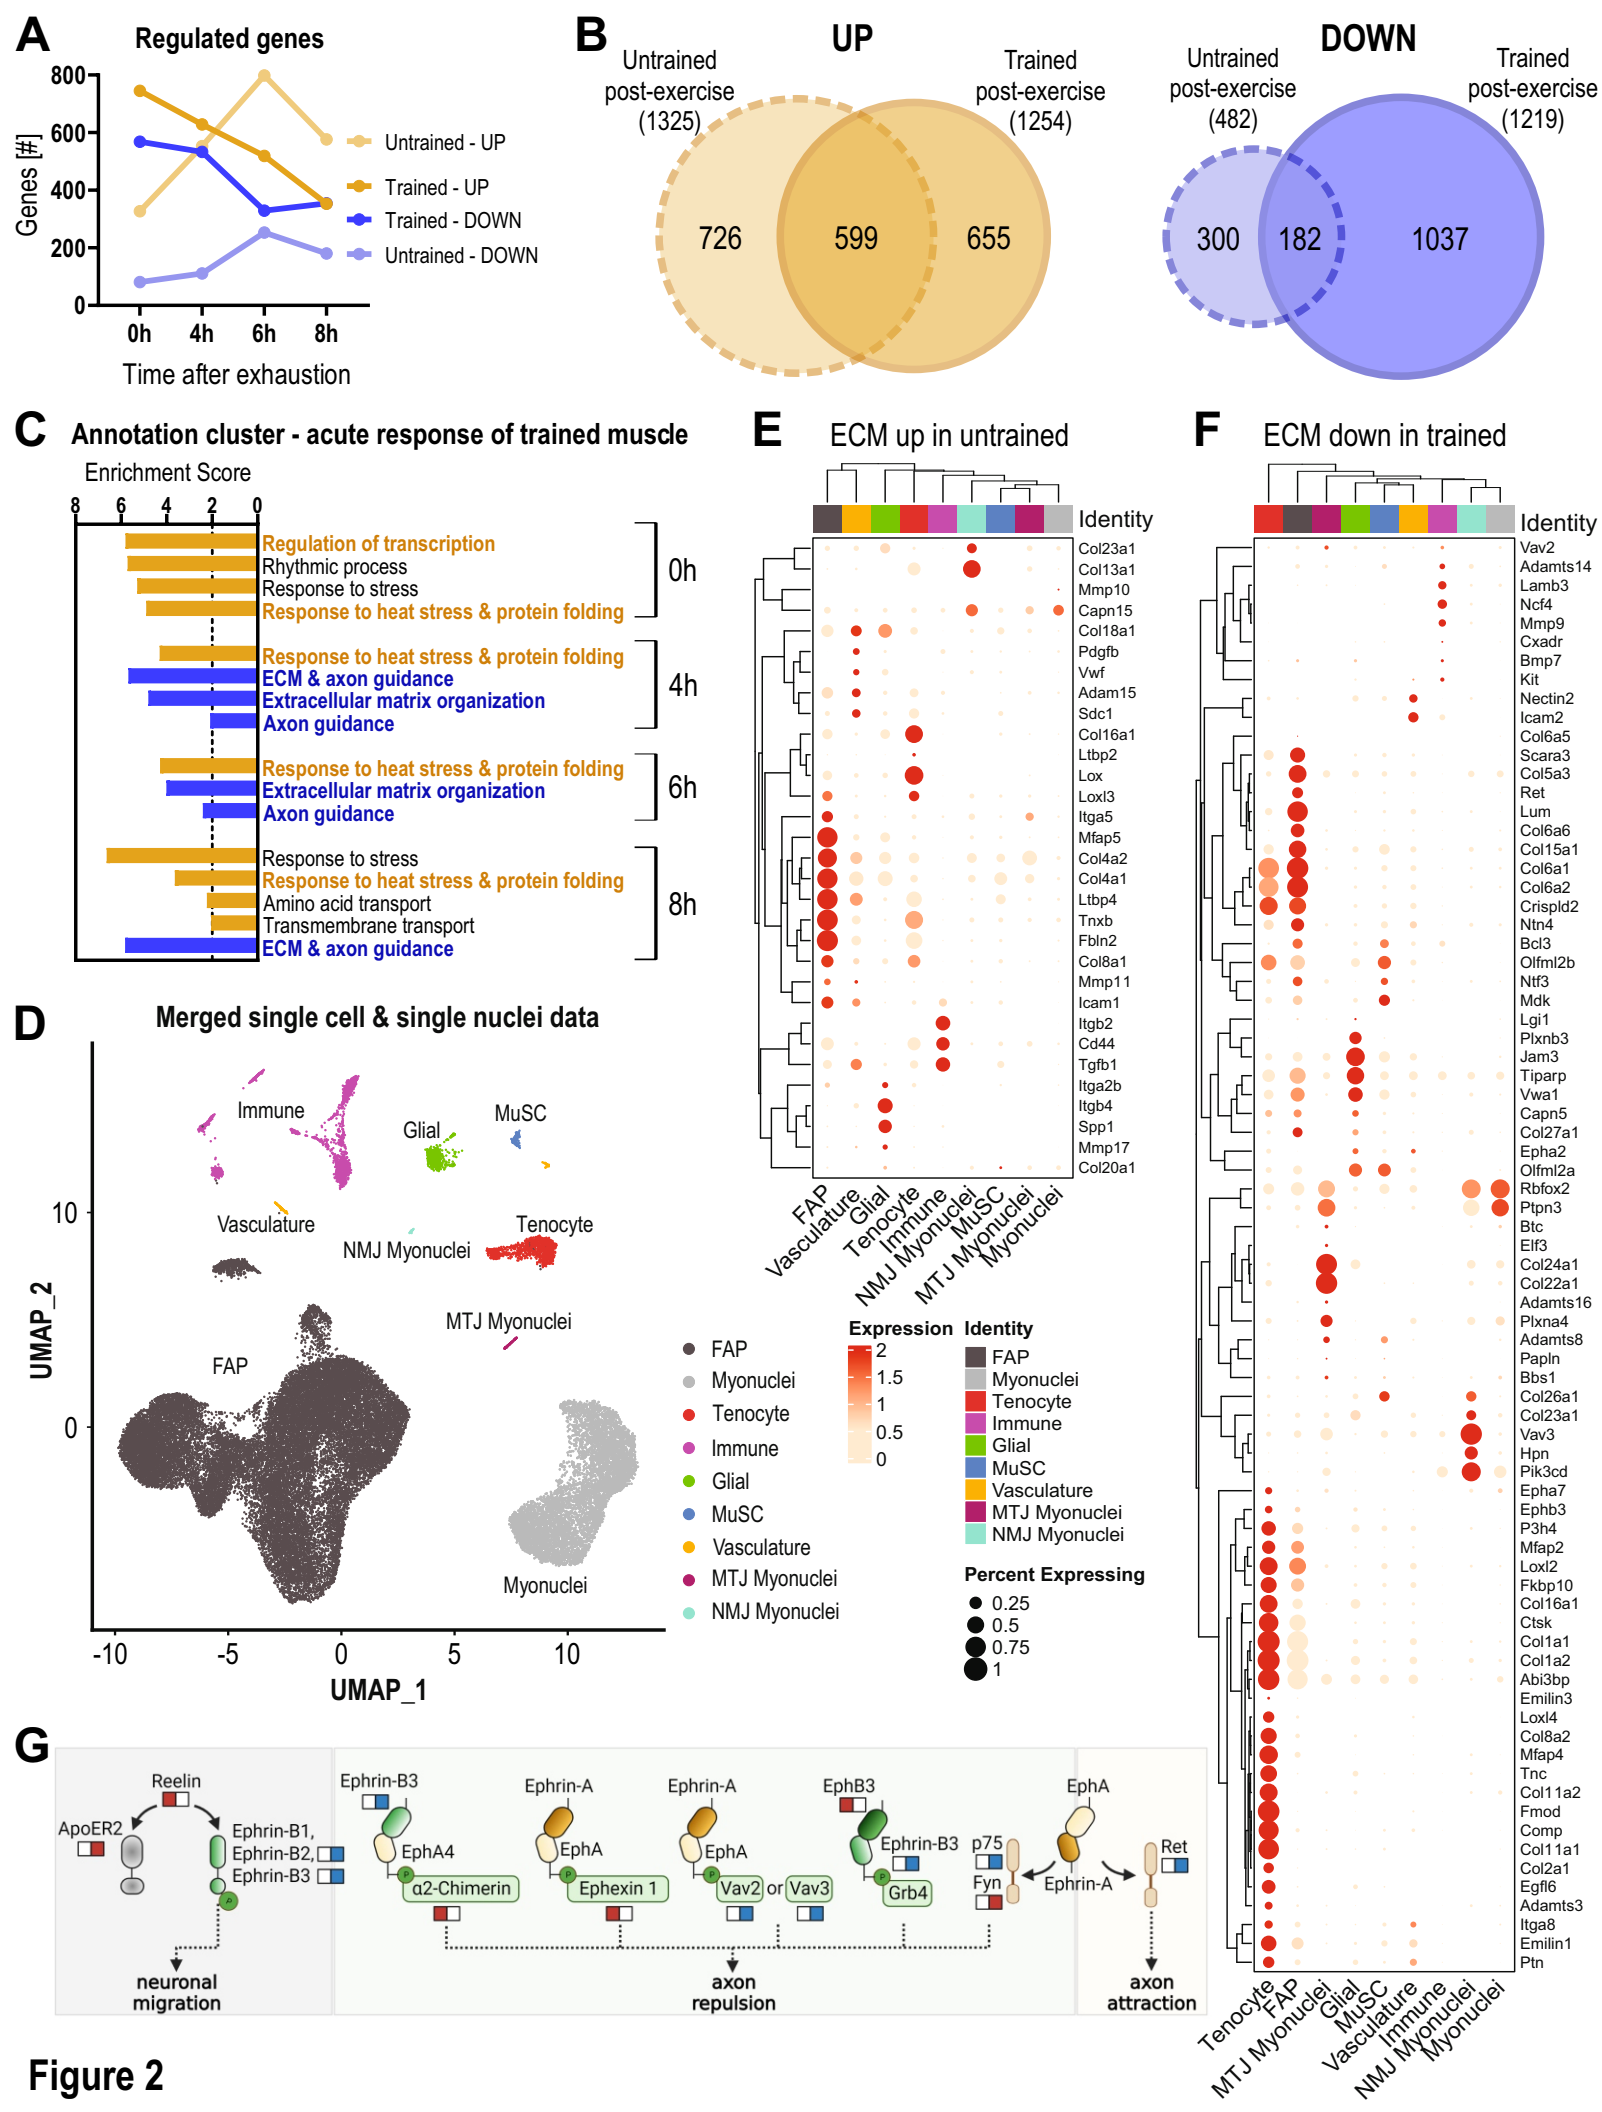 A
Regulated genes
Genes [#]
800
600
400
200
0
0h 4h 6h 8h
Time after exhaustion
Untrained - UP
Trained - UP
Trained - DOWN
Untrained - DOWN
B
UP
Untrained
post-exercise
(1325)
Trained
post-exercise
(1254)
726 599 655
DOWN
Untrained
post-exercise
(482)
Trained
post-exercise
(1219)
300 182 1037
C
Annotation cluster - acute response of trained muscle
Enrichment Score
8 6 4 2 0
Regulation of transcription
Rhythmic process
Response to stress
Response to heat stress & protein folding
0h
Response to heat stress & protein folding
ECM & axon guidance
Extracellular matrix organization
Axon guidance
4h
Response to heat stress & protein folding
Extracellular matrix organization
Axon guidance
6h
Response to stress
Response to heat stress & protein folding
Amino acid transport
Transmembrane transport
ECM & axon guidance
8h
D
Merged single cell & single nuclei data
UMAP_2
10
0
Immune
Glial
MuSC
Vasculature
NMJ Myonuclei
Tenocyte
MTJ Myonuclei
FAP
Myonuclei
-10 -5 0 5 10
UMAP_1
FAP
Myonuclei
Tenocyte
Immune
Glial
MuSC
Vasculature
MTJ Myonuclei
NMJ Myonuclei
E
ECM up in untrained
Identity
Col23a1
Col13a1
Mmp10
Capn15
Col18a1
Pdgfb
Vwf
Adam15
Sdc1
Col16a1
Ltbp2
Lox
Loxl3
Itga5
Mfap5
Col4a2
Col4a1
Ltbp4
Tnxb
Fbln2
Col8a1
Mmp11
Icam1
Itgb2
Cd44
Tgfb1
Itga2b
Itgb4
Spp1
Mmp17
Col20a1
FAP
Vasculature
Glial
Tenocyte
Immune
NMJ Myonuclei
MuSC
MTJ Myonuclei
Myonuclei
Expression
2
1.5
1
0.5
0
Identity
FAP
Myonuclei
Tenocyte
Immune
Glial
MuSC
Vasculature
MTJ Myonuclei
NMJ Myonuclei
Percent Expressing
0.25
0.5
0.75
1
F
ECM down in trained
Identity
Vav2
Adamts14
Lamb3
Ncf4
Mmp9
Cxadr
Bmp7
Kit
Nectin2
Icam2
Col6a5
Scara3
Col5a3
Ret
Lum
Col6a6
Col15a1
Col6a1
Col6a2
Crispld2
Ntn4
Bcl3
Olfml2b
Ntf3
Mdk
Lgi1
Plxnb3
Jam3
Tiparp
Vwa1
Capn5
Col27a1
Epha2
Olfml2a
Rbfox2
Ptpn3
Btc
Elf3
Col24a1
Col22a1
Adamts16
Plxna4
Adamts8
Papln
Bbs1
Col26a1
Col23a1
Vav3
Hpn
Pik3cd
Epha7
Ephb3
P3h4
Mfap2
Loxl2
Fkbp10
Col16a1
Ctsk
Col1a1
Col1a2
Abi3bp
Emilin3
Loxl4
Col8a2
Mfap4
Tnc
Col11a2
Fmod
Comp
Col11a1
Col2a1
Egfl6
Adamts3
Itga8
Emilin1
Ptn
Tenocyte
FAP
MTJ Myonuclei
Glial
MuSC
Vasculature
Immune
NMJ Myonuclei
Myonuclei
G
Reelin
ApoER2
Ephrin-B1,
Ephrin-B2,
Ephrin-B3
P
neuronal
migration
Ephrin-B3
EphA4
P
α2-Chimerin
Ephrin-A
EphA
P
Ephexin 1
Ephrin-A
EphA
P
Vav2 or Vav3
EphB3
Ephrin-B3
P
Grb4
p75
Fyn
axon
repulsion
EphA
Ephrin-A
Ret
axon
attraction
Figure 2